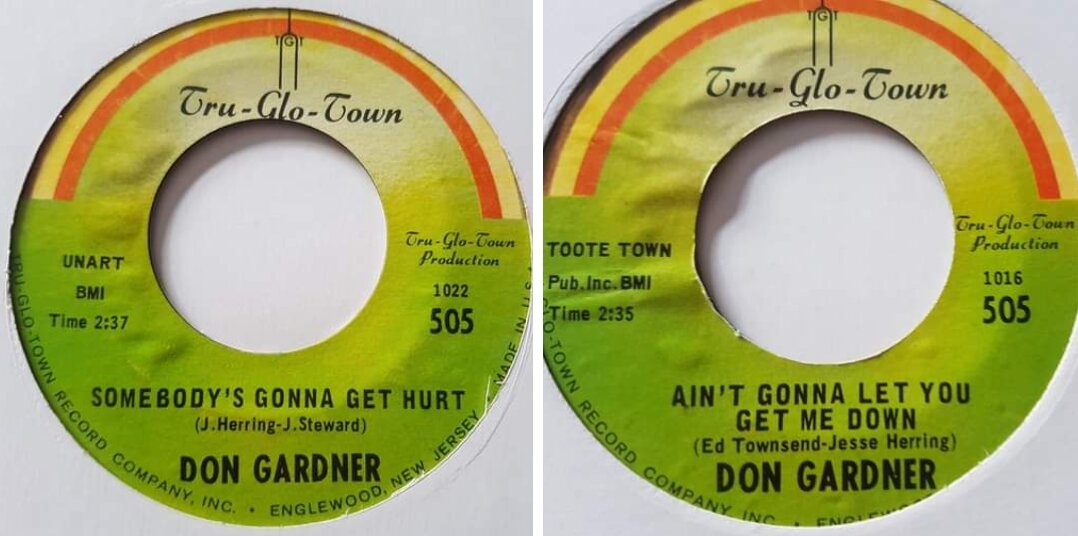 TGT
Tru-Glo-Town
UNART
BMI
Time 2:37
Tru-Glo-Town
Production
1022
505
SOMEBODY'S GONNA GET HURT
(J.Herring-J.Steward)
DON GARDNER
TRU-GLO-TOWN RECORD COMPANY, INC. • ENGLEWOOD, NEW JERSEY MADE IN U.S.A.
TGT
Tru-Glo-Town
TOOTE TOWN
Pub.Inc.BMI
Time 2:35
Tru-Glo-Town
Production
1016
505
AIN'T GONNA LET YOU
GET ME DOWN
(Ed Townsend-Jesse Herring)
DON GARDNER
O-TOWN RECORD COMPANY, INC. • ENGLEW